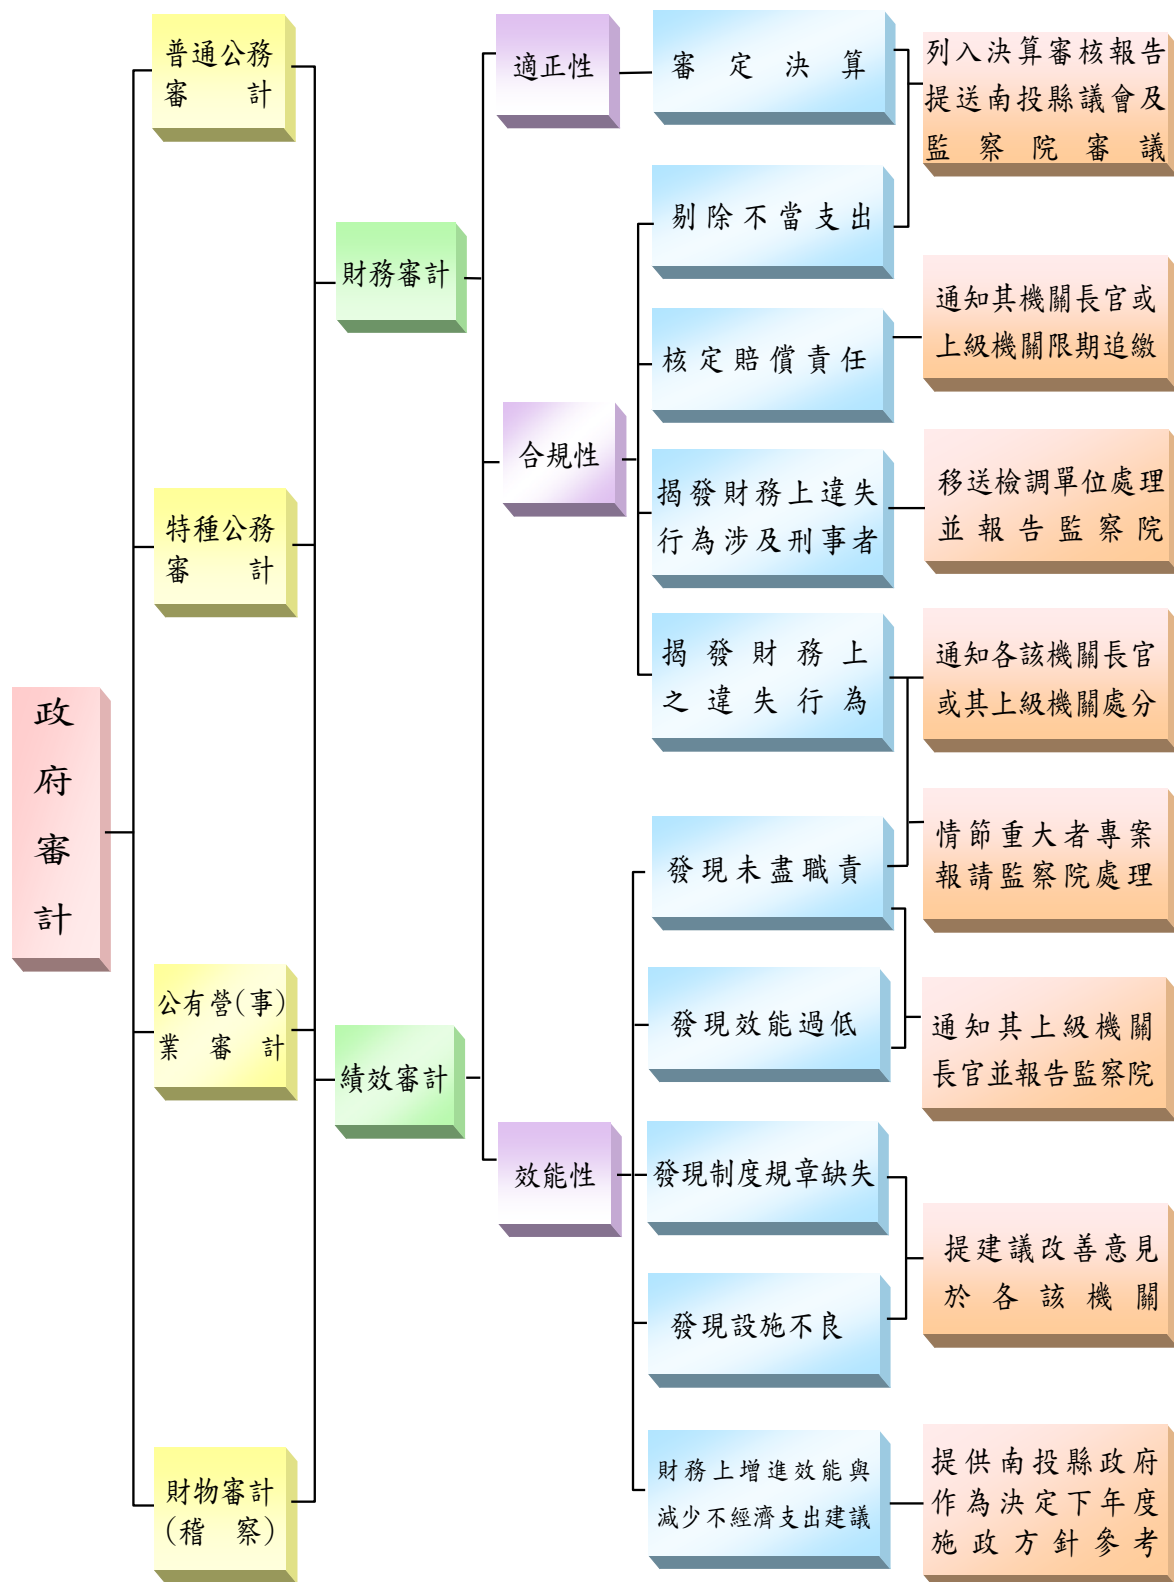 政
府
審
計
普通公務
審計
特種公務
審計
公有營(事)
業審計
財物審計
(稽察)
財務審計
績效審計
適正性
合規性
效能性
審定決算
剔除不當支出
核定賠償責任
揭發財務上違失
行為涉及刑事者
揭發財務上
之違失行為
發現未盡職責
發現效能過低
發現制度規章缺失
發現設施不良
財務上增進效能與
減少不經濟支出建議
列入決算審核報告
提送南投縣議會及
監察院審議
通知其機關長官或
上級機關限期追繳
移送檢調單位處理
並報告監察院
通知各該機關長官
或其上級機關處分
情節重大者專案
報請監察院處理
通知其上級機關
長官並報告監察院
提建議改善意見
於各該機關
提供南投縣政府
作為決定下年度
施政方針參考